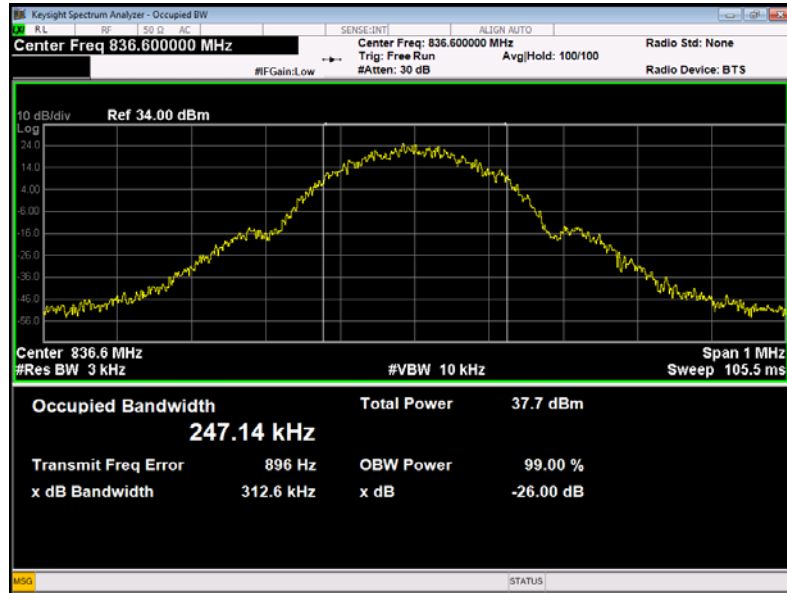 Keysight Spectrum Analyzer - Occupied BW
RL RF 50 Ω AC SENSE:INT ALIGN AUTO
Center Freq 836.600000 MHz Center Freq: 836.600000 MHz Radio Std: None
Trig: Free Run Avg|Hold: 100/100
#IFGain:Low #Atten: 30 dB Radio Device: BTS
10 dB/div Ref 34.00 dBm
Log
24.0
14.0
4.00
-6.00
-16.0
-26.0
-36.0
-46.0
-56.0
Center 836.6 MHz Span 1 MHz
#Res BW 3 kHz #VBW 10 kHz Sweep 105.5 ms
Occupied Bandwidth Total Power 37.7 dBm
247.14 kHz
Transmit Freq Error 896 Hz OBW Power 99.00 %
x dB Bandwidth 312.6 kHz x dB -26.00 dB
MSG STATUS